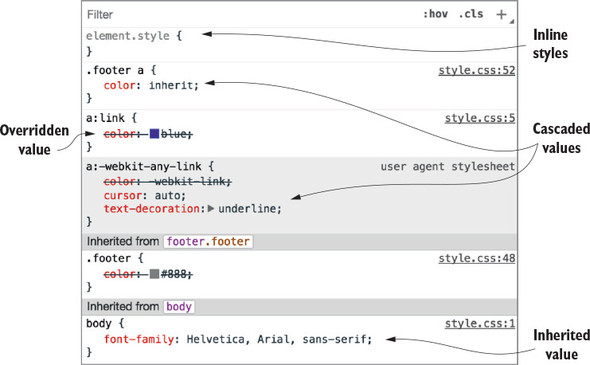 Filter :hov .cls +
element.style {
}
Inline
styles
.footer a { style.css:52
color: inherit;
}
a:link { style.css:5
color: blue;
}
Overridden
value
Cascaded
values
a:-webkit-any-link { user agent stylesheet
color: -webkit-link;
cursor: auto;
text-decoration: underline;
}
Inherited from footer.footer
.footer { style.css:48
color: #888;
}
Inherited from body
body { style.css:1
font-family: Helvetica, Arial, sans-serif;
}
Inherited
value